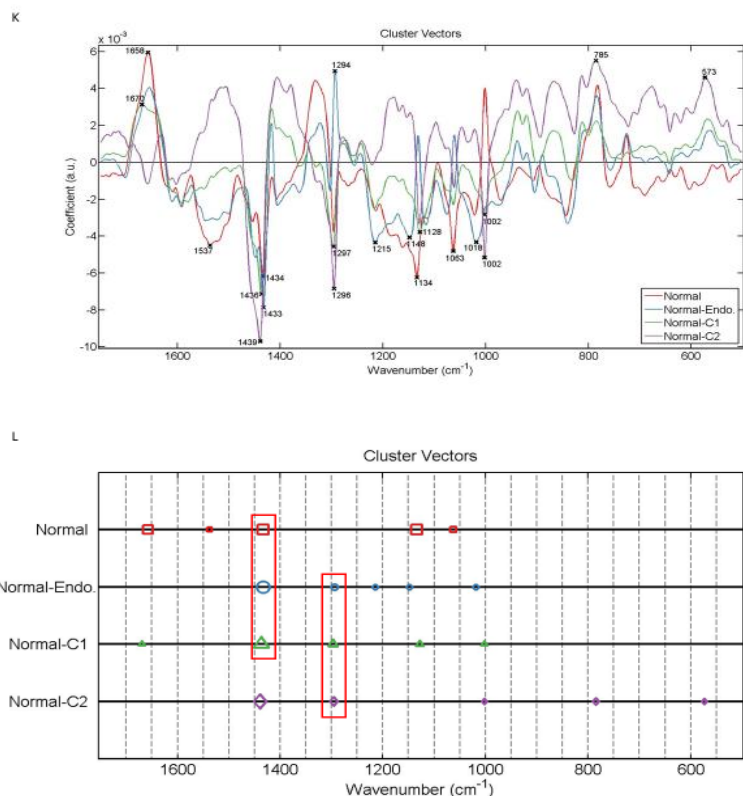 K
Cluster Vectors
× 10⁻³
6
4
2
0
-2
-4
-6
-8
-10
Coefficient (a.u.)
1658
1670
1537
1439
1436
1433
1434
1294
1297
1296
1215
1148
1128
1134
1063
1018
1002
1002
785
573
Normal
Normal-Endo.
Normal-C1
Normal-C2
1600 1400 1200 1000 800 600
Wavenumber (cm⁻¹)
L
Cluster Vectors
Normal
Normal-Endo.
Normal-C1
Normal-C2
1600 1400 1200 1000 800 600
Wavenumber (cm⁻¹)